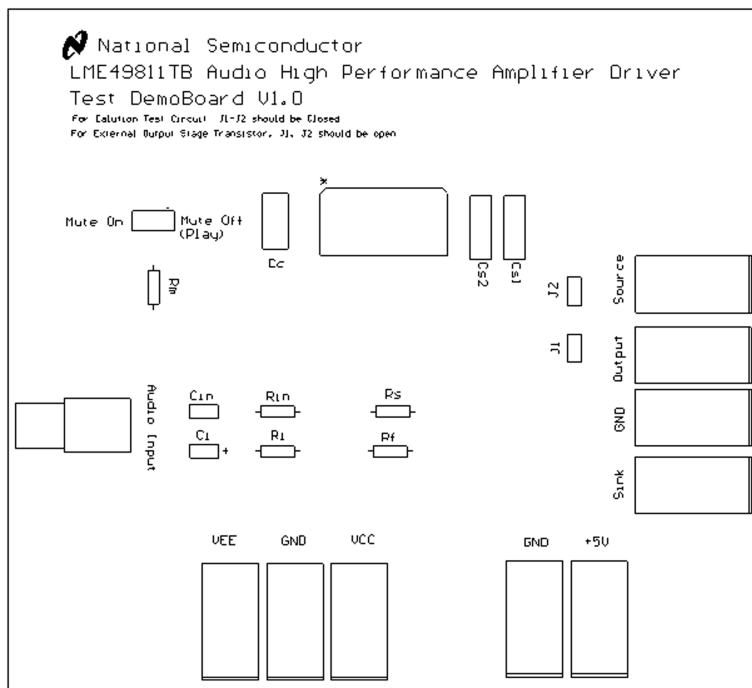 National Semiconductor
LME49811TB Audio High Performance Amplifier Driver
Test DemoBoard V1.0
For Ealution Test Circuit J1-J2 should be Closed
For External Output Stage Transistor, J1, J2 should be open
*
Mute On
Mute Off
(Play)
Cc
Cs2
Cs1
Rm
J2
Source
J1
Output
Audio Input
Cin
Rin
Rs
GND
Ci
+
Ri
Rf
Sink
VEE
GND
VCC
GND
+5V